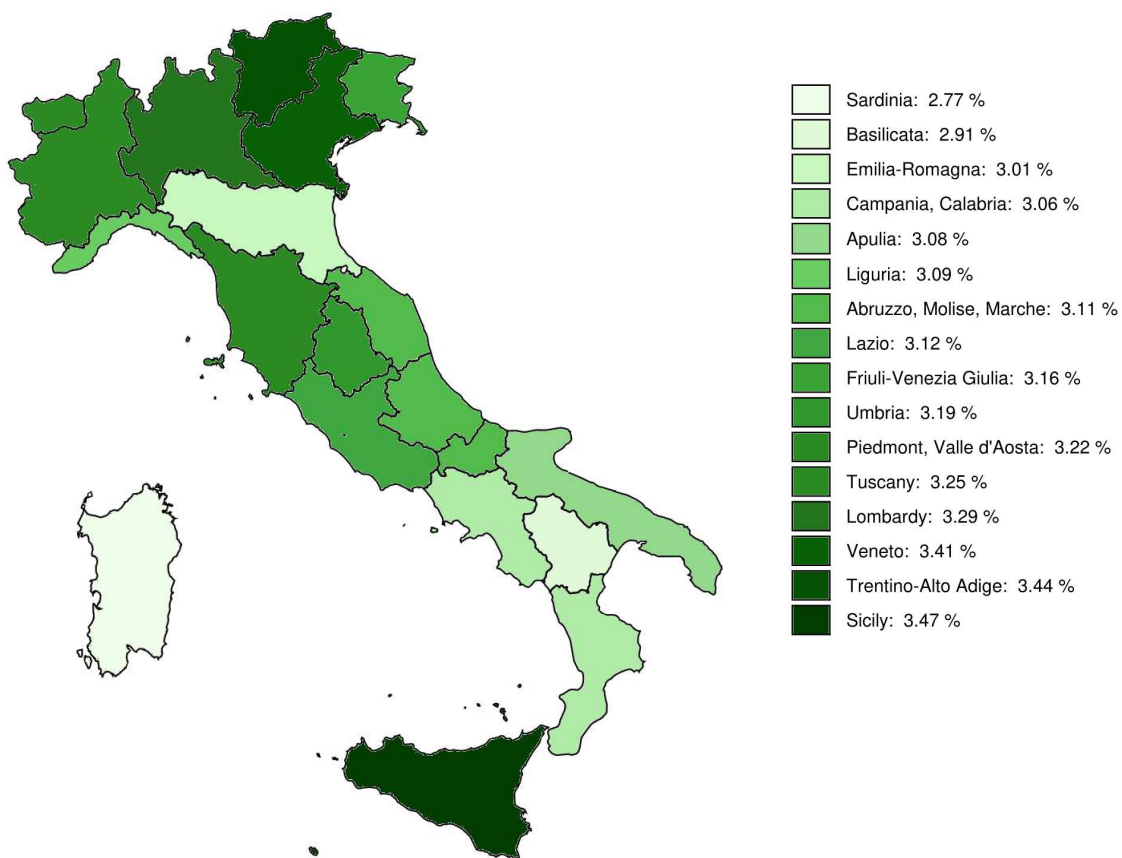 Sardinia: 2.77 %
Basilicata: 2.91 %
Emilia-Romagna: 3.01 %
Campania, Calabria: 3.06 %
Apulia: 3.08 %
Liguria: 3.09 %
Abruzzo, Molise, Marche: 3.11 %
Lazio: 3.12 %
Friuli-Venezia Giulia: 3.16 %
Umbria: 3.19 %
Piedmont, Valle d'Aosta: 3.22 %
Tuscany: 3.25 %
Lombardy: 3.29 %
Veneto: 3.41 %
Trentino-Alto Adige: 3.44 %
Sicily: 3.47 %